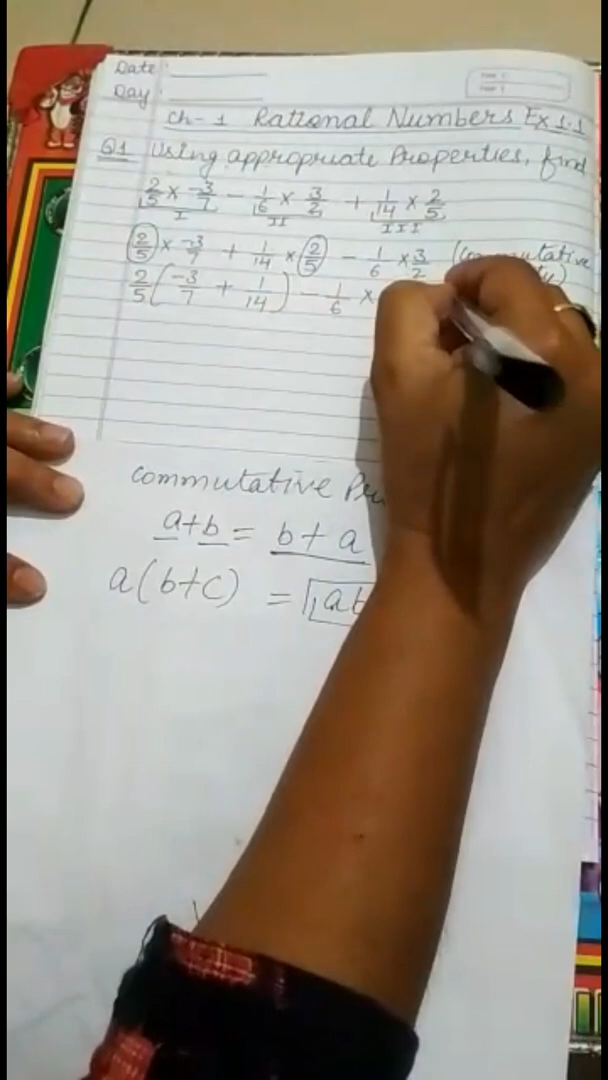 Date:
Day:
Ch- 1 Rational Numbers Ex 1.1
Q1 Using appropriate Properties, find
2/5 × -3/7 - 1/6 × 3/2 + 1/14 × 2/5
I II III
2/5 × -3/7 + 1/14 × 2/5 - 1/6 × 3/2 (commutative
2/5 (-3/7 + 1/14) - 1/6 ×
commutative
a+b = b+a
a(b+c) =